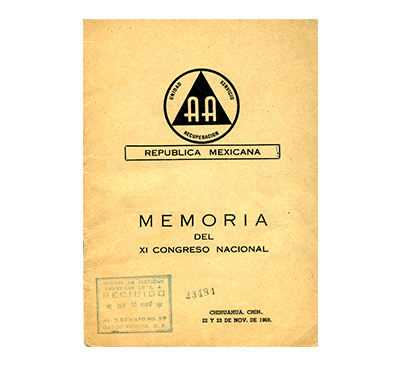 UNIDAD
SERVICIO
AA
RECUPERACION
REPUBLICA MEXICANA
MEMORIA
DEL
XI CONGRESO NACIONAL
RECIBIDO
23494
CHIHUAHUA, CHIH.,
22 Y 23 DE NOV. DE 1969.